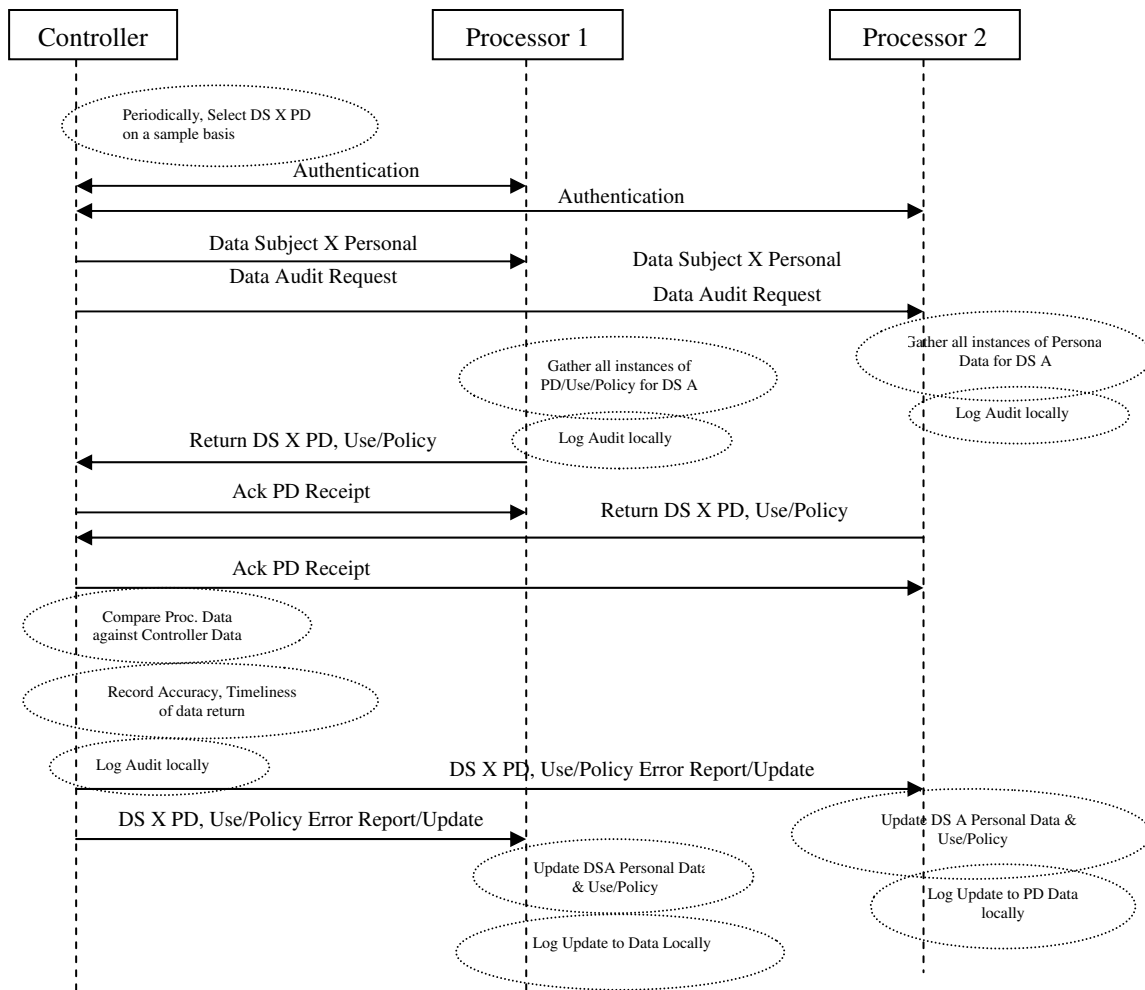 Controller
Processor 1
Processor 2
Periodically, Select DS X PD
on a sample basis
Authentication
Authentication
Data Subject X Personal
Data Audit Request
Data Subject X Personal
Data Audit Request
Gather all instances of Persona
Data for DS A
Log Audit locally
Gather all instances of
PD/Use/Policy for DS A
Log Audit locally
Return DS X PD, Use/Policy
Ack PD Receipt
Return DS X PD, Use/Policy
Ack PD Receipt
Compare Proc. Data
against Controller Data
Record Accuracy, Timeliness
of data return
Log Audit locally
DS X PD, Use/Policy Error Report/Update
DS X PD, Use/Policy Error Report/Update
Update DS A Personal Data &
Use/Policy
Update DSA Personal Data
& Use/Policy
Log Update to PD Data
locally
Log Update to Data Locally